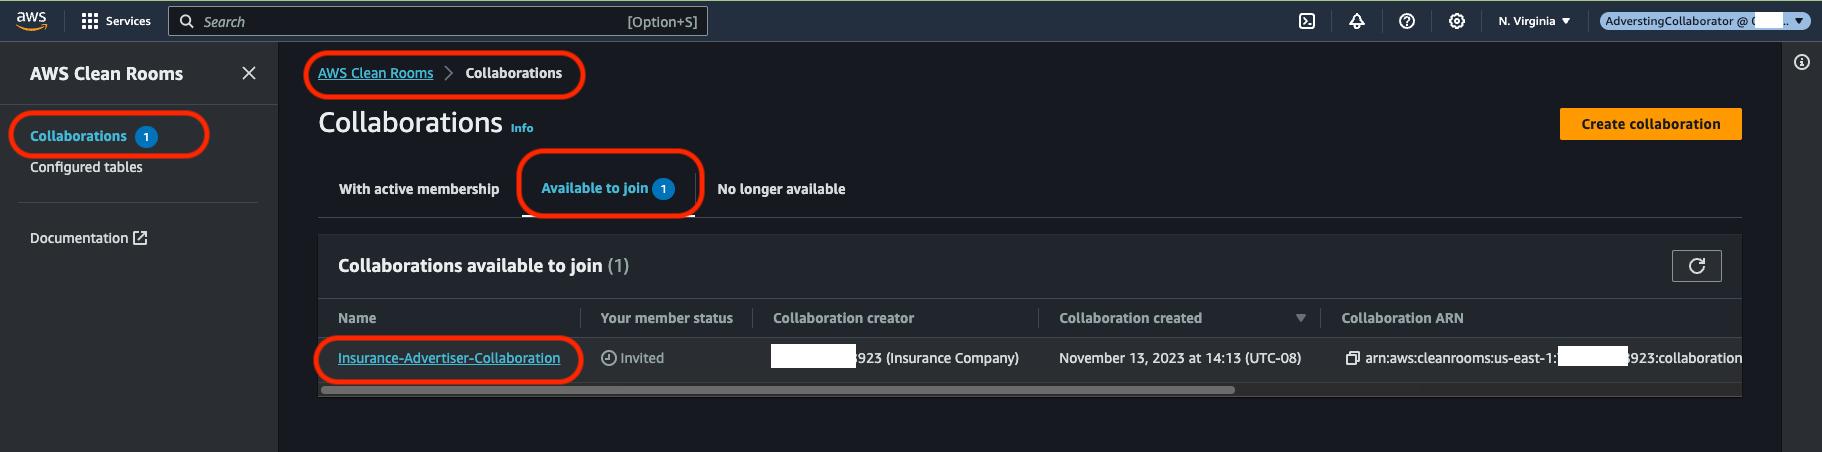 aws Services Search [Option+S] N. Virginia AdverstingCollaborator @ ..
AWS Clean Rooms
Collaborations 1
Configured tables
Documentation
AWS Clean Rooms > Collaborations
Collaborations Info
Create collaboration
With active membership Available to join 1 No longer available
Collaborations available to join (1)
Name Your member status Collaboration creator Collaboration created Collaboration ARN
Insurance-Advertiser-Collaboration Invited 923 (Insurance Company) November 13, 2023 at 14:13 (UTC-08) arn:aws:cleanrooms:us-east-1: 923:collaboration